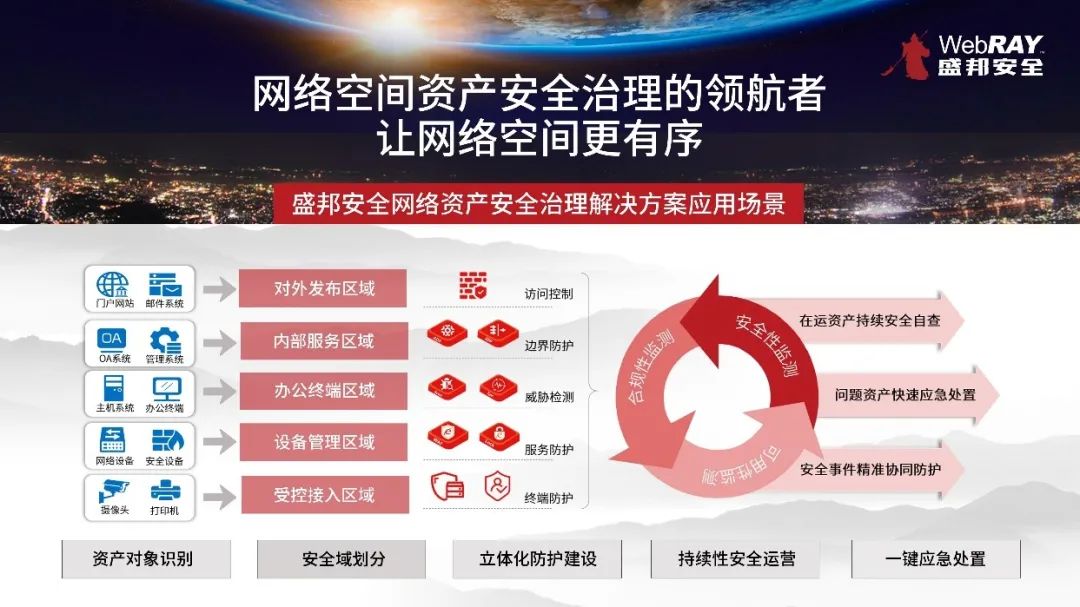 WebRAY
盛邦安全
网络空间资产安全治理的领航者
让网络空间更有序
盛邦安全网络资产安全治理解决方案应用场景
门户网站 邮件系统
对外发布区域
访问控制
OA
OA系统 管理系统
内部服务区域
边界防护
主机系统 办公终端
办公终端区域
威胁检测
网络设备 安全设备
设备管理区域
服务防护
摄像头 打印机
受控接入区域
终端防护
合规性监测
安全性监测
可用性监测
在运资产持续安全自查
问题资产快速应急处置
安全事件精准协同防护
资产对象识别
安全域划分
立体化防护建设
持续性安全运营
一键应急处置